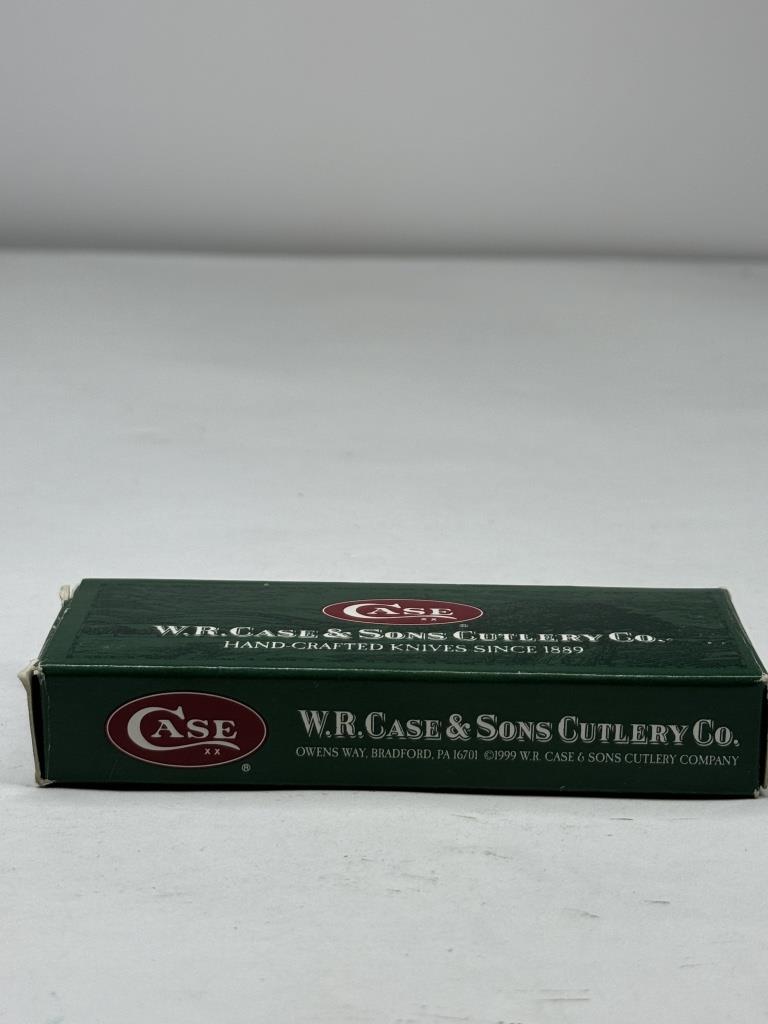 CASE
XX
®
W.R. CASE & SONS CUTLERY CO.
HAND-CRAFTED KNIVES SINCE 1889
CASE
XX
®
W.R. CASE & SONS CUTLERY CO.
OWENS WAY, BRADFORD, PA 16701 ©1999 W.R. CASE & SONS CUTLERY COMPANY